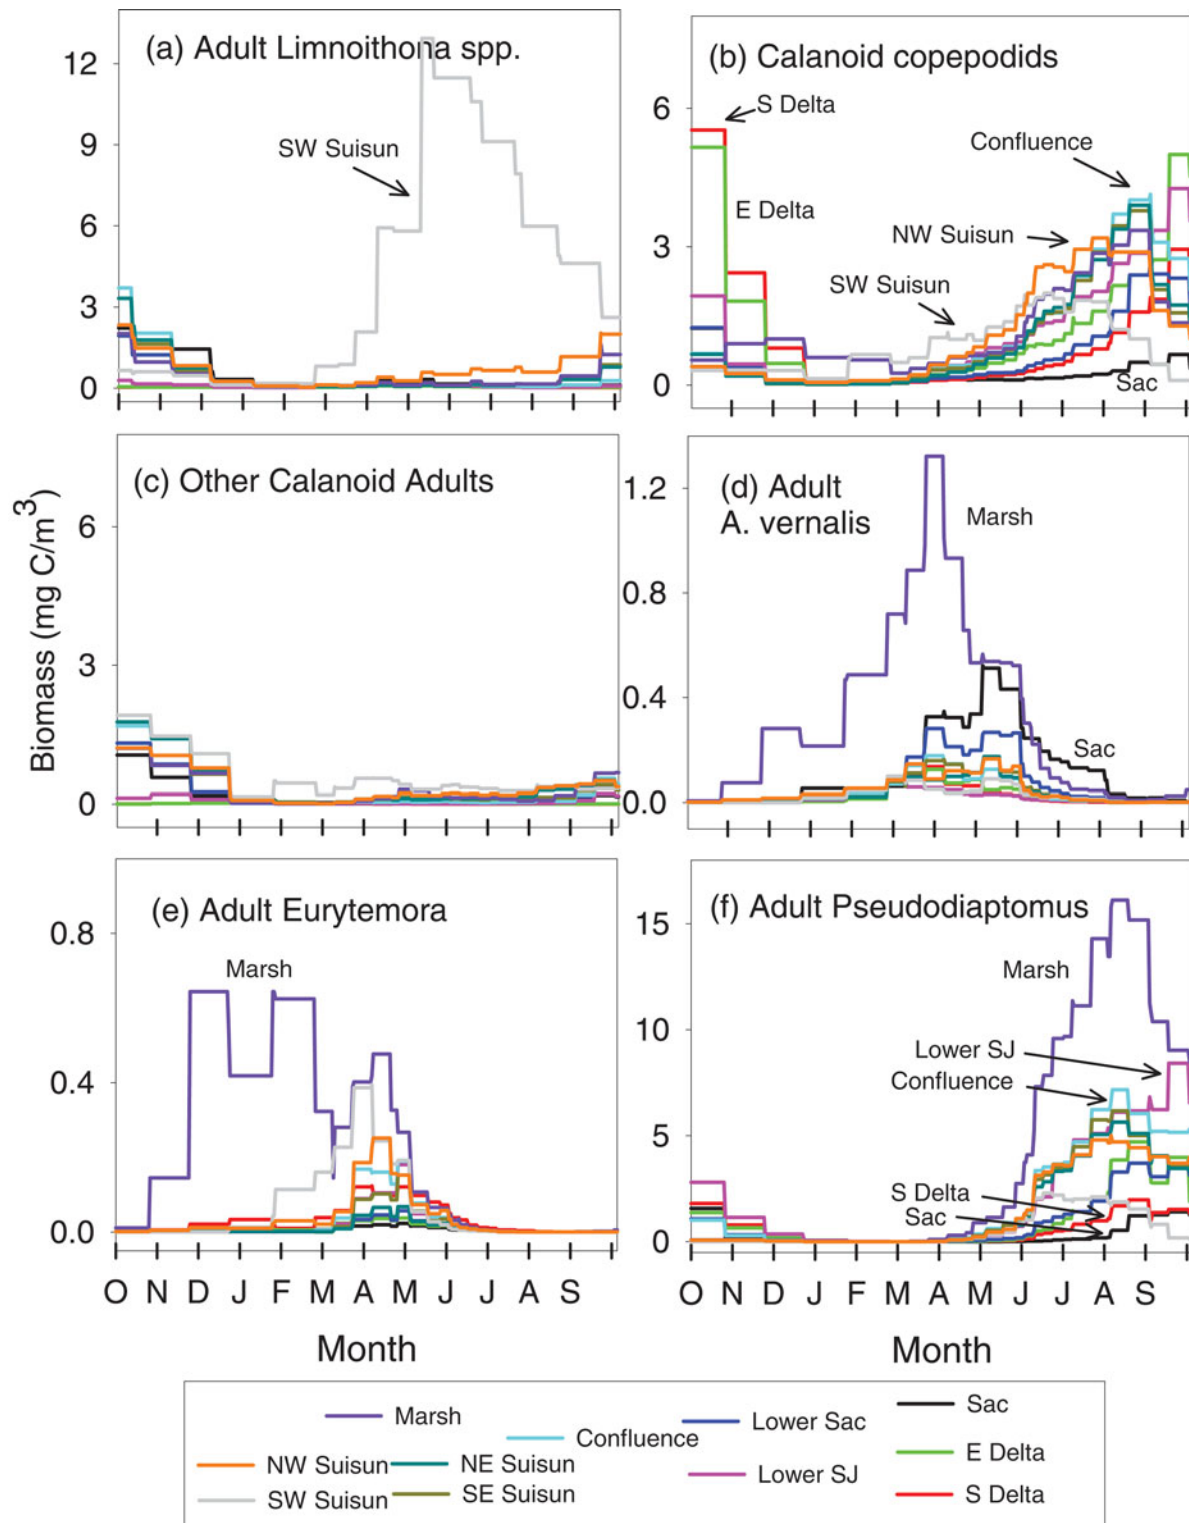 (a) Adult Limnoithona spp.
12
9
6
3
0
SW Suisun
(b) Calanoid copepodids
6
3
0
S Delta
E Delta
Confluence
NW Suisun
SW Suisun
Sac
Biomass (mg C/m3)
(c) Other Calanoid Adults
6
3
0
(d) Adult
A. vernalis
1.2
0.8
0.4
0.0
Marsh
Sac
(e) Adult Eurytemora
0.8
0.4
0.0
Marsh
O N D J F M A M J J A S
Month
(f) Adult Pseudodiaptomus
15
10
5
0
Marsh
Lower SJ
Confluence
S Delta
Sac
O N D J F M A M J J A S
Month
Marsh
Confluence
Lower Sac
Sac
NW Suisun
NE Suisun
Lower SJ
E Delta
SW Suisun
SE Suisun
S Delta